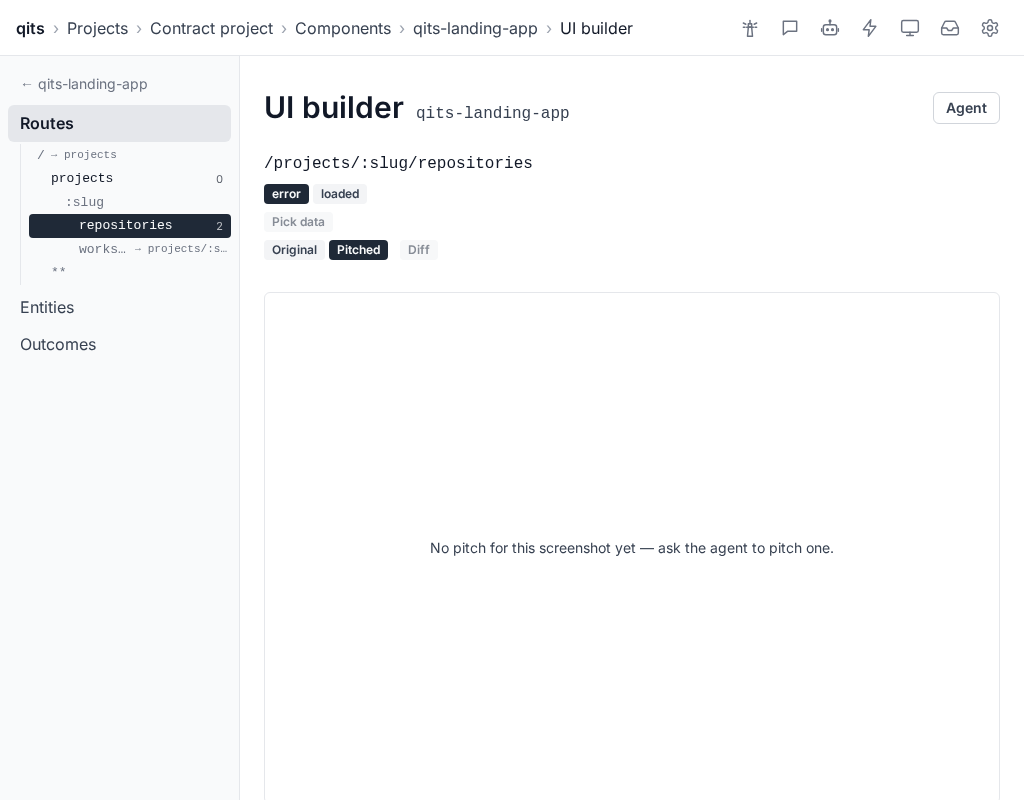 qits › Projects › Contract project › Components › qits-landing-app › UI builder
← qits-landing-app
Routes
/ → projects
projects 0
:slug
repositories 2
works… → projects/:s…
**
Entities
Outcomes
UI builder qits-landing-app
Agent
/projects/:slug/repositories
error loaded
Pick data
Original Pitched Diff
No pitch for this screenshot yet — ask the agent to pitch one.